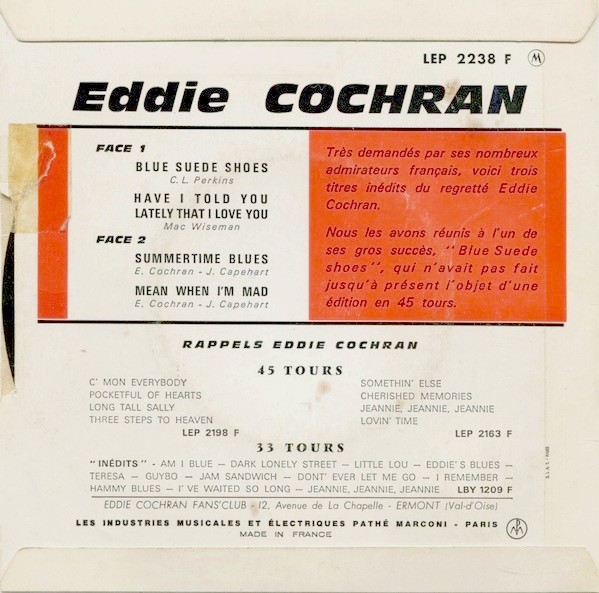 LEP 2238 F
Eddie COCHRAN
FACE 1
BLUE SUEDE SHOES
C.L. Perkins
HAVE I TOLD YOU
LATELY THAT I LOVE YOU
Mac Wiseman
FACE 2
SUMMERTIME BLUES
E. Cochran - J. Capehart
MEAN WHEN I'M MAD
E. Cochran - J. Capehart
Très demandés par ses nombreux
admirateurs français, voici trois
titres inédits du regretté Eddie
Cochran.
Nous les avons réunis à l'un de
ses gros succès, "Blue Suede
shoes", qui n'avait pas fait
jusqu'à présent l'objet d'une
édition en 45 tours.
RAPPELS EDDIE COCHRAN
45 TOURS
C' MON EVERYBODY
POCKETFUL OF HEARTS
LONG TALL SALLY
THREE STEPS TO HEAVEN
LEP 2198 F
SOMETHIN' ELSE
CHERISHED MEMORIES
JEANNIE, JEANNIE, JEANNIE
LOVIN' TIME
LEP 2163 F
33 TOURS
"INÉDITS" - AM I BLUE — DARK LONELY STREET — LITTLE LOU — EDDIE'S BLUES —
TERESA — GUYBO — JAM SANDWICH — DONT' EVER LET ME GO — I REMEMBER —
HAMMY BLUES — I'VE WAITED SO LONG — JEANNIE, JEANNIE, JEANNIE LBY 1209 F
EDDIE COCHRAN FANS'CLUB - 12, Avenue de La Chapelle - ERMONT (Val-d'Oise)
LES INDUSTRIES MUSICALES ET ÉLECTRIQUES PATHÉ MARCONI - PARIS
MADE IN FRANCE